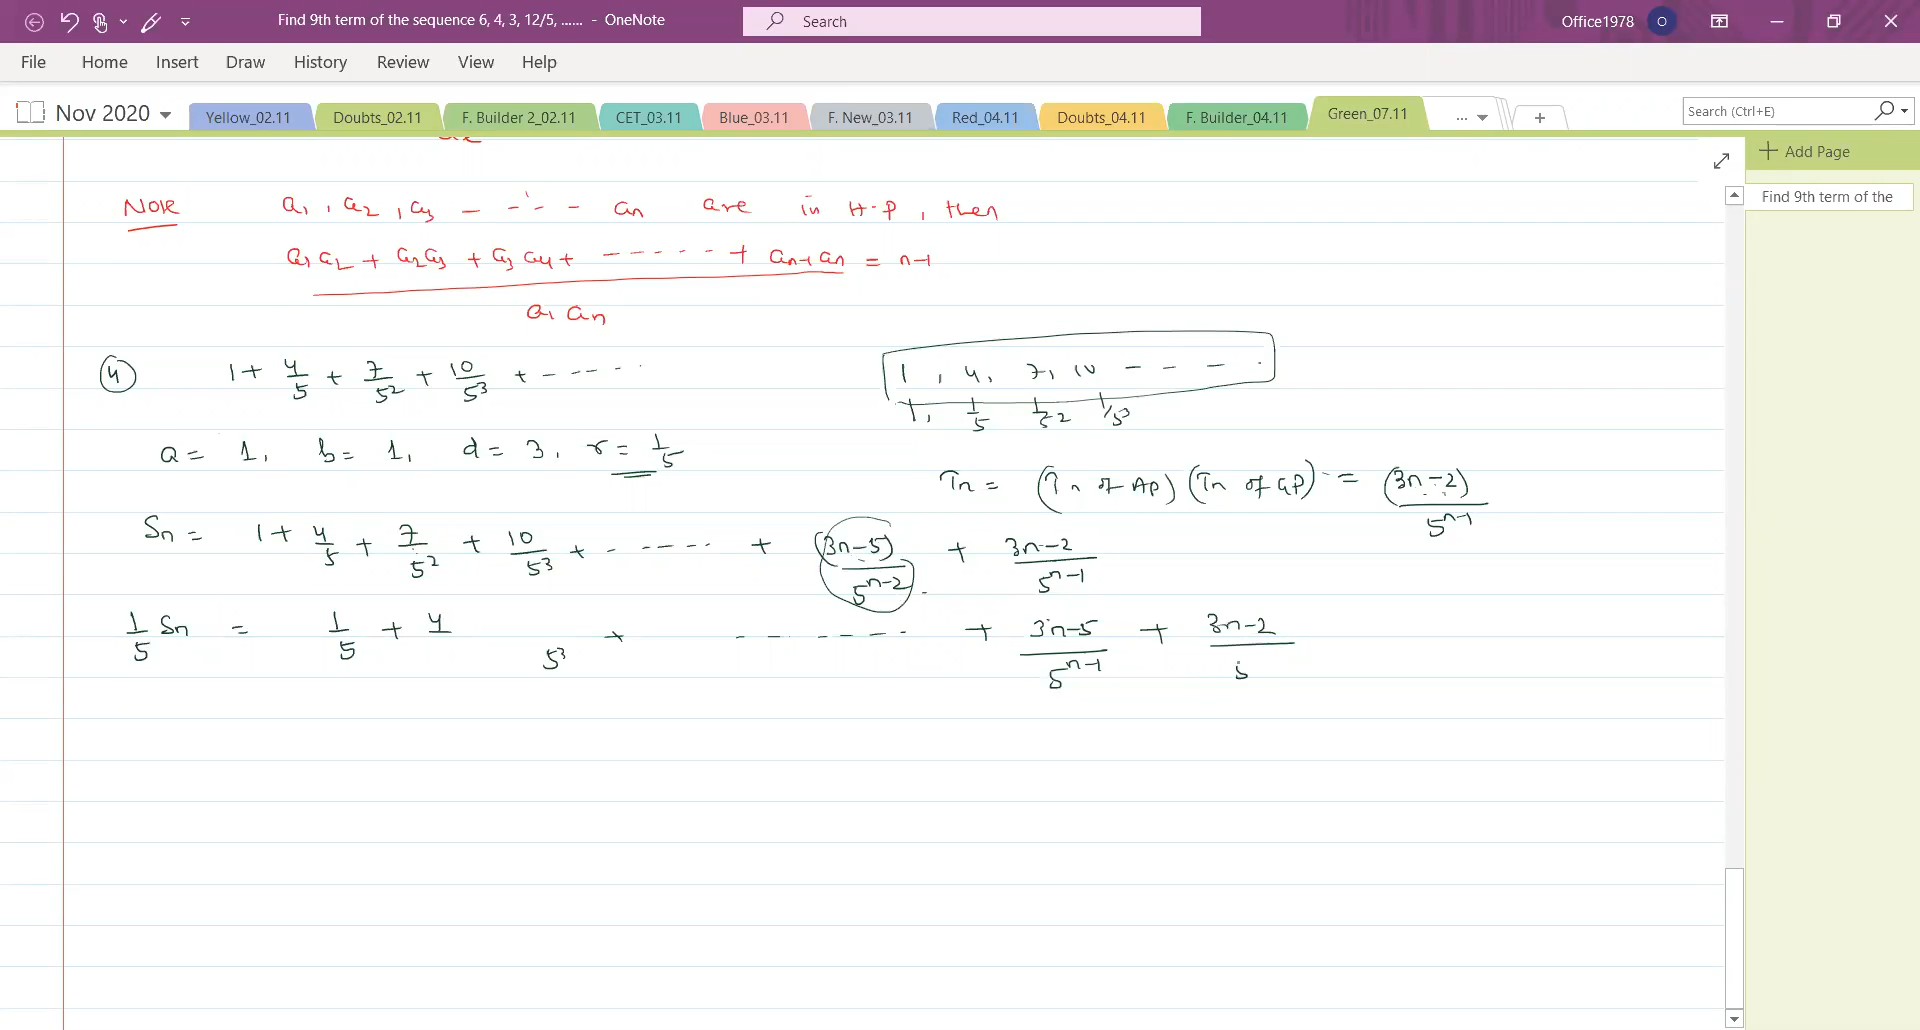 Find 9th term of the sequence 6, 4, 3, 12/5, ...... - OneNote
Search
Office1978 O
File Home Insert Draw History Review View Help
Nov 2020 Yellow_02.11 Doubts_02.11 F. Builder 2_02.11 CET_03.11 Blue_03.11 F. New_03.11 Red_04.11 Doubts_04.11 F. Builder_04.11 Green_07.11 ... + Search (Ctrl+E)
+ Add Page
Find 9th term of the
Note a₁, a₂, a₃ - - - - - aₙ are in H.P, then
a₁a₂ + a₂a₃ + a₃a₄ + ------- + aₙ₋₁aₙ = n-1
a₁ aₙ
④ 1 + 4/5 + 7/5² + 10/5³ + ------
1, 4, 7, 10 - - - .
1, 1/5 1/5² 1/5³
a = 1, b = 1, d = 3, r = 1/5
Tₙ = (Tₙ of AP) (Tₙ of GP) = (3n-2)/5ⁿ⁻¹
Sₙ = 1 + 4/5 + 7/5² + 10/5³ + ------ + (3n-5)/5ⁿ⁻² + 3n-2/5ⁿ⁻¹
1/5 Sₙ = 1/5 + 4 5³ + ------- + 3n-5/5ⁿ⁻¹ + 3n-2/5